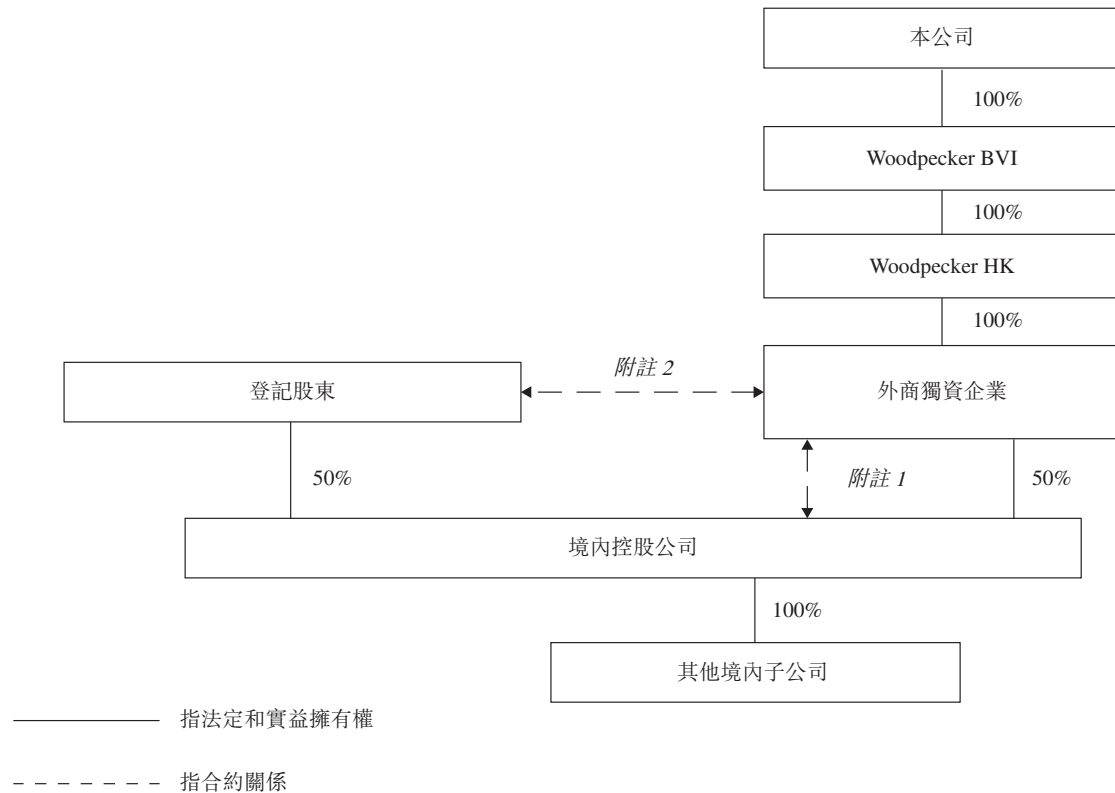 本公司
100%
Woodpecker BVI
100%
Woodpecker HK
100%
登記股東
附註 2
外商獨資企業
50%
附註 1
50%
境內控股公司
100%
其他境內子公司
指法定和實益擁有權
指合約關係